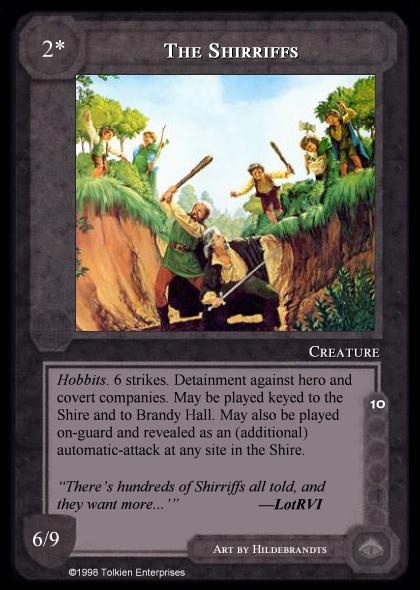 2*
THE SHIRRIFFS
CREATURE
Hobbits. 6 strikes. Detainment against hero and
covert companies. May be played keyed to the
Shire and to Brandy Hall. May also be played
on-guard and revealed as an (additional)
automatic-attack at any site in the Shire.
10
“There’s hundreds of Shirriffs all told, and
they want more...’” —LotRVI
6/9
ART BY HILDEBRANDTS
©1998 Tolkien Enterprises